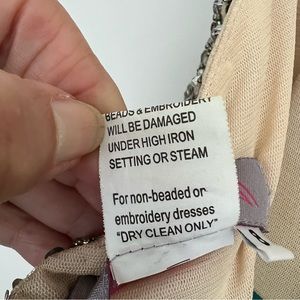 BEADS & EMBROIDERY
WILL BE DAMAGED
UNDER HIGH IRON
SETTING OR STEAM
For non-beaded or
embroidery dresses
"DRY CLEAN ONLY"